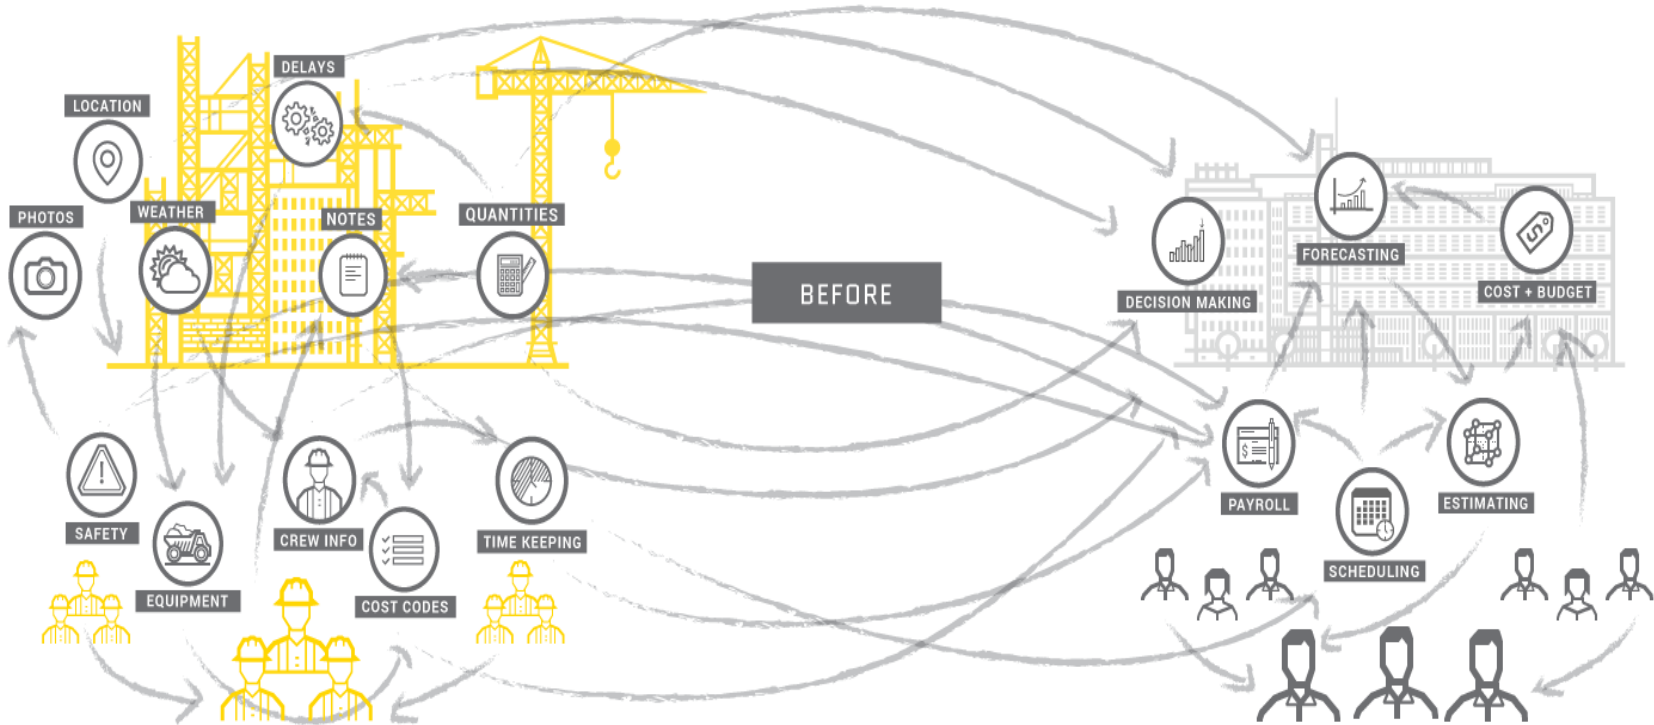 DELAYS
LOCATION
PHOTOS
WEATHER
NOTES
QUANTITIES
BEFORE
DECISION MAKING
FORECASTING
COST + BUDGET
SAFETY
EQUIPMENT
CREW INFO
COST CODES
TIME KEEPING
PAYROLL
$
SCHEDULING
ESTIMATING